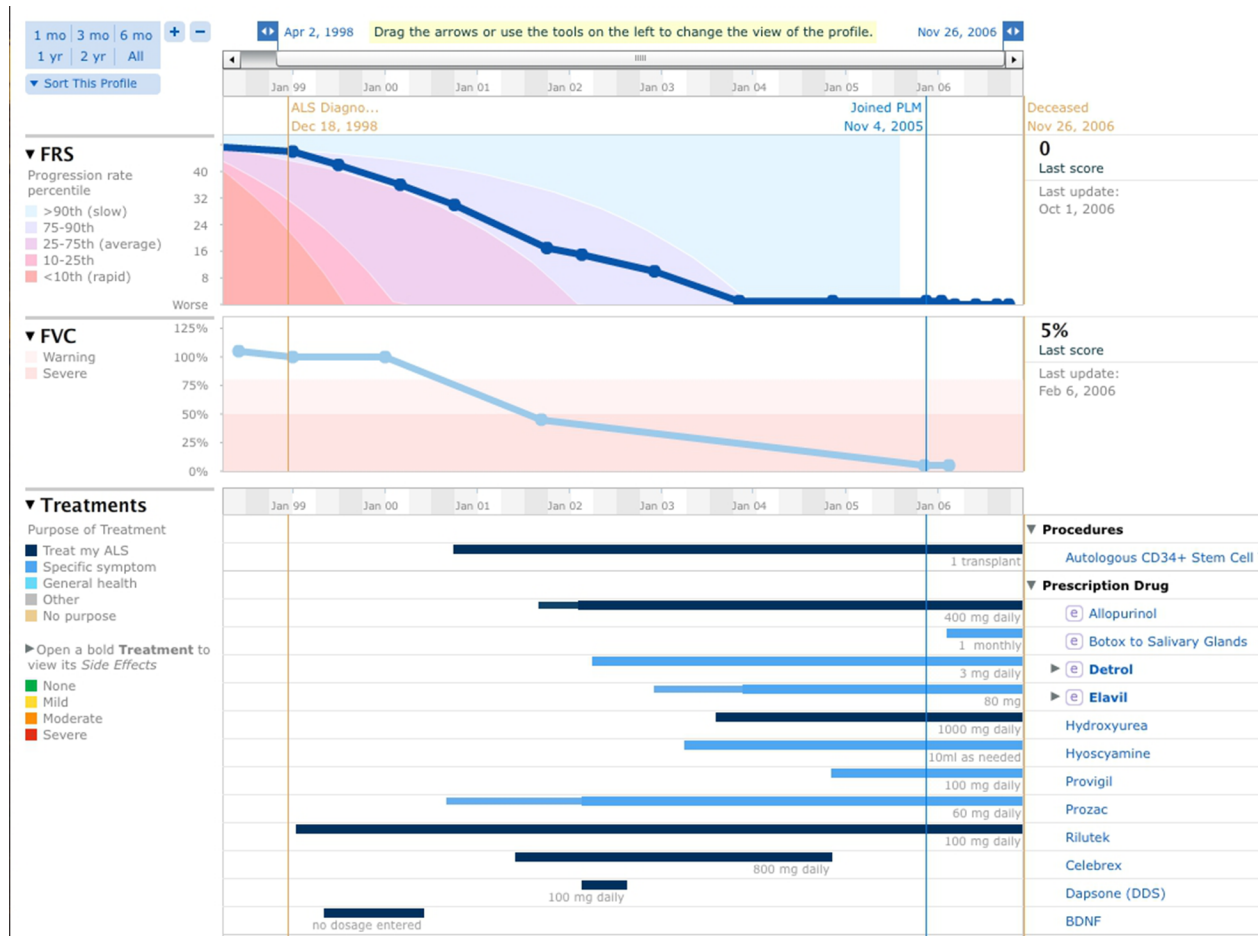 1 mo 3 mo 6 mo + −
1 yr 2 yr All
▼ Sort This Profile
Apr 2, 1998 Drag the arrows or use the tools on the left to change the view of the profile. Nov 26, 2006
Jan 99 Jan 00 Jan 01 Jan 02 Jan 03 Jan 04 Jan 05 Jan 06
ALS Diagno...
Dec 18, 1998
Joined PLM
Nov 4, 2005
Deceased
Nov 26, 2006
▼ FRS
Progression rate
percentile
>90th (slow)
75-90th
25-75th (average)
10-25th
<10th (rapid)
40
32
24
16
8
Worse
0
Last score
Last update:
Oct 1, 2006
▼ FVC
Warning
Severe
125%
100%
75%
50%
25%
0%
5%
Last score
Last update:
Feb 6, 2006
▼ Treatments
Purpose of Treatment
Treat my ALS
Specific symptom
General health
Other
No purpose
▶Open a bold Treatment to
view its Side Effects
None
Mild
Moderate
Severe
Jan 99 Jan 00 Jan 01 Jan 02 Jan 03 Jan 04 Jan 05 Jan 06
▼ Procedures
1 transplant Autologous CD34+ Stem Cell
▼ Prescription Drug
400 mg daily e Allopurinol
1 monthly e Botox to Salivary Glands
3 mg daily ▶ e Detrol
80 mg ▶ e Elavil
1000 mg daily Hydroxyurea
10ml as needed Hyoscyamine
100 mg daily Provigil
60 mg daily Prozac
100 mg daily Rilutek
800 mg daily Celebrex
100 mg daily Dapsone (DDS)
no dosage entered BDNF